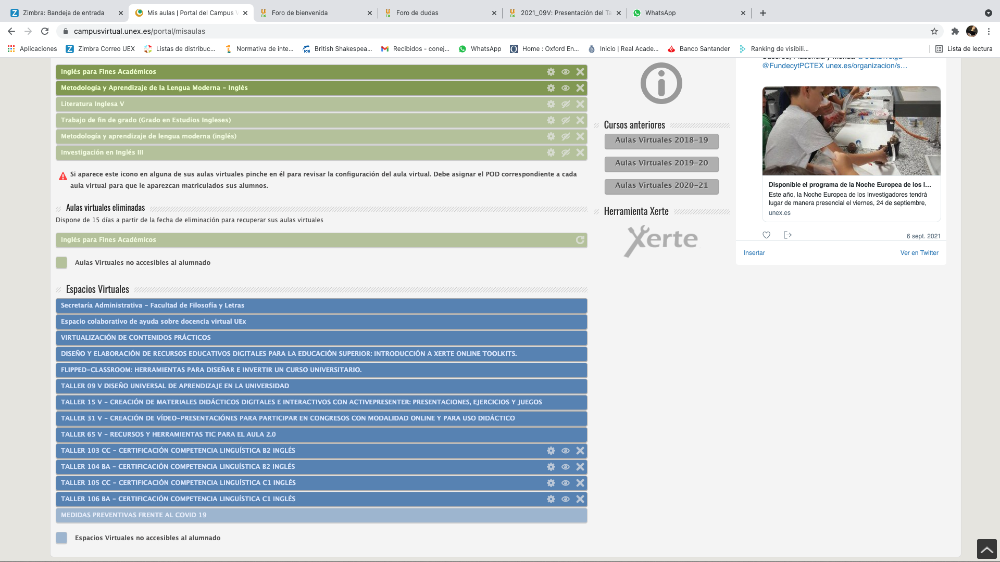 Zimbra: Bandeja de entrada
Mis aulas | Portal del Campus V
Foro de bienvenida
Foro de dudas
2021_09V: Presentación del Ta
WhatsApp
campusvirtual.unex.es/portal/misaulas
Aplicaciones
Zimbra Correo UEX
Listas de distribuc...
Normativa de inte...
British Shakespea...
Recibidos - conej...
WhatsApp
Home : Oxford En...
Inicio | Real Acade...
Banco Santander
Ranking de visibili...
Lista de lectura
Inglés para Fines Académicos
Metodología y Aprendizaje de la Lengua Moderna - Inglés
Literatura Inglesa V
Trabajo de fin de grado (Grado en Estudios Ingleses)
Metodología y aprendizaje de lengua moderna (inglés)
Investigación en Inglés III
Si aparece este icono en alguna de sus aulas virtuales pinche en él para revisar la configuración del aula virtual. Debe asignar el POD correspondiente a cada
aula virtual para que le aparezcan matriculados sus alumnos.
Aulas virtuales eliminadas
Dispone de 15 días a partir de la fecha de eliminación para recuperar sus aulas virtuales
Inglés para Fines Académicos
Aulas Virtuales no accesibles al alumnado
Espacios Virtuales
Secretaría Administrativa - Facultad de Filosofía y Letras
Espacio colaborativo de ayuda sobre docencia virtual UEx
VIRTUALIZACIÓN DE CONTENIDOS PRÁCTICOS
DISEÑO Y ELABORACIÓN DE RECURSOS EDUCATIVOS DIGITALES PARA LA EDUCACIÓN SUPERIOR: INTRODUCCIÓN A XERTE ONLINE TOOLKITS.
FLIPPED-CLASSROOM: HERRAMIENTAS PARA DISEÑAR E INVERTIR UN CURSO UNIVERSITARIO.
TALLER 09 V DISEÑO UNIVERSAL DE APRENDIZAJE EN LA UNIVERSIDAD
TALLER 15 V - CREACIÓN DE MATERIALES DIDÁCTICOS DIGITALES E INTERACTIVOS CON ACTIVEPRESENTER: PRESENTACIONES, EJERCICIOS Y JUEGOS
TALLER 31 V - CREACIÓN DE VÍDEO-PRESENTACIÓNES PARA PARTICIPAR EN CONGRESOS CON MODALIDAD ONLINE Y PARA USO DIDÁCTICO
TALLER 65 V - RECURSOS Y HERRAMIENTAS TIC PARA EL AULA 2.0
TALLER 103 CC - CERTIFICACIÓN COMPETENCIA LINGUÍSTICA B2 INGLÉS
TALLER 104 BA - CERTIFICACIÓN COMPETENCIA LINGUÍSTICA B2 INGLÉS
TALLER 105 CC - CERTIFICACIÓN COMPETENCIA LINGUÍSTICA C1 INGLÉS
TALLER 106 BA - CERTIFICACIÓN COMPETENCIA LINGUÍSTICA C1 INGLÉS
MEDIDAS PREVENTIVAS FRENTE AL COVID 19
Espacios Virtuales no accesibles al alumnado
Cursos anteriores
Aulas Virtuales 2018-19
Aulas Virtuales 2019-20
Aulas Virtuales 2020-21
Herramienta Xerte
Xerte
Cáceres, Plasencia y Mérida @UExDivulga
@FundecytPCTEX unex.es/organizacion/s...
Disponible el programa de la Noche Europea de los I...
Este año, la Noche Europea de los Investigadores tendrá
lugar de manera presencial el viernes, 24 de septiembre,
unex.es
6 sept. 2021
Insertar
Ver en Twitter